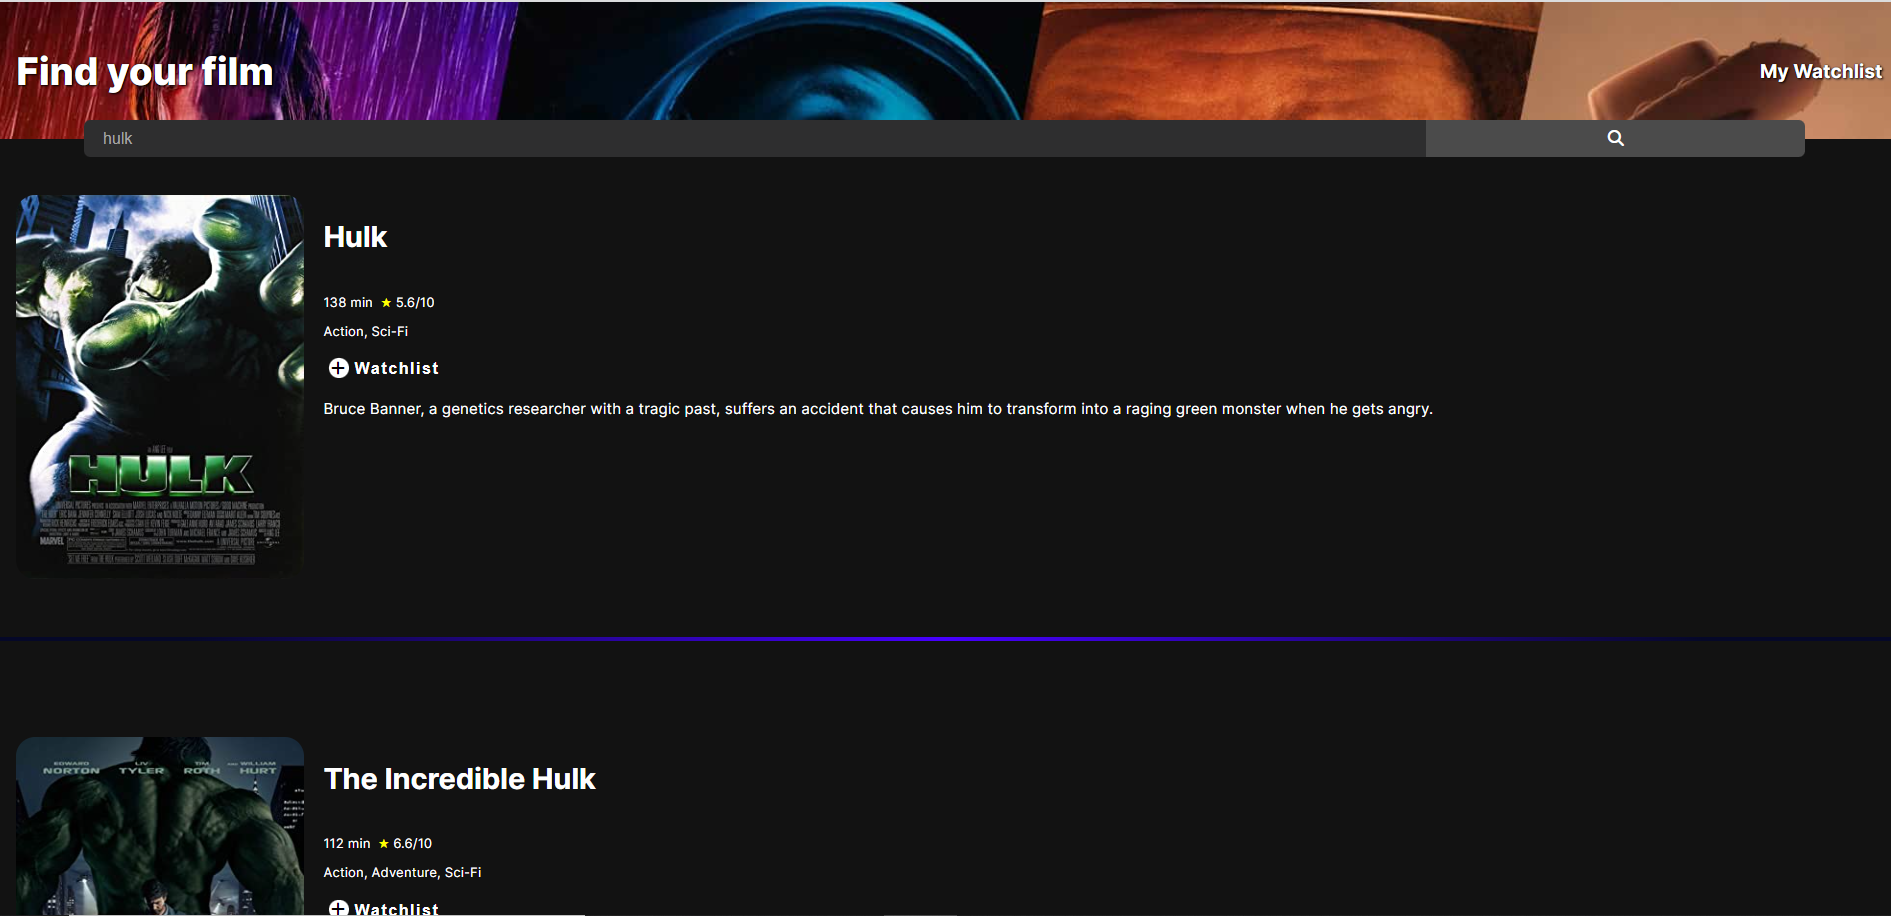 Find your film
My Watchlist
hulk
Hulk
138 min ★ 5.6/10
Action, Sci-Fi
Watchlist
Bruce Banner, a genetics researcher with a tragic past, suffers an accident that causes him to transform into a raging green monster when he gets angry.
HULK
MARVEL
The Incredible Hulk
EDWARD NORTON LIV TYLER TIM ROTH AND WILLIAM HURT
112 min ★ 6.6/10
Action, Adventure, Sci-Fi
Watchlist